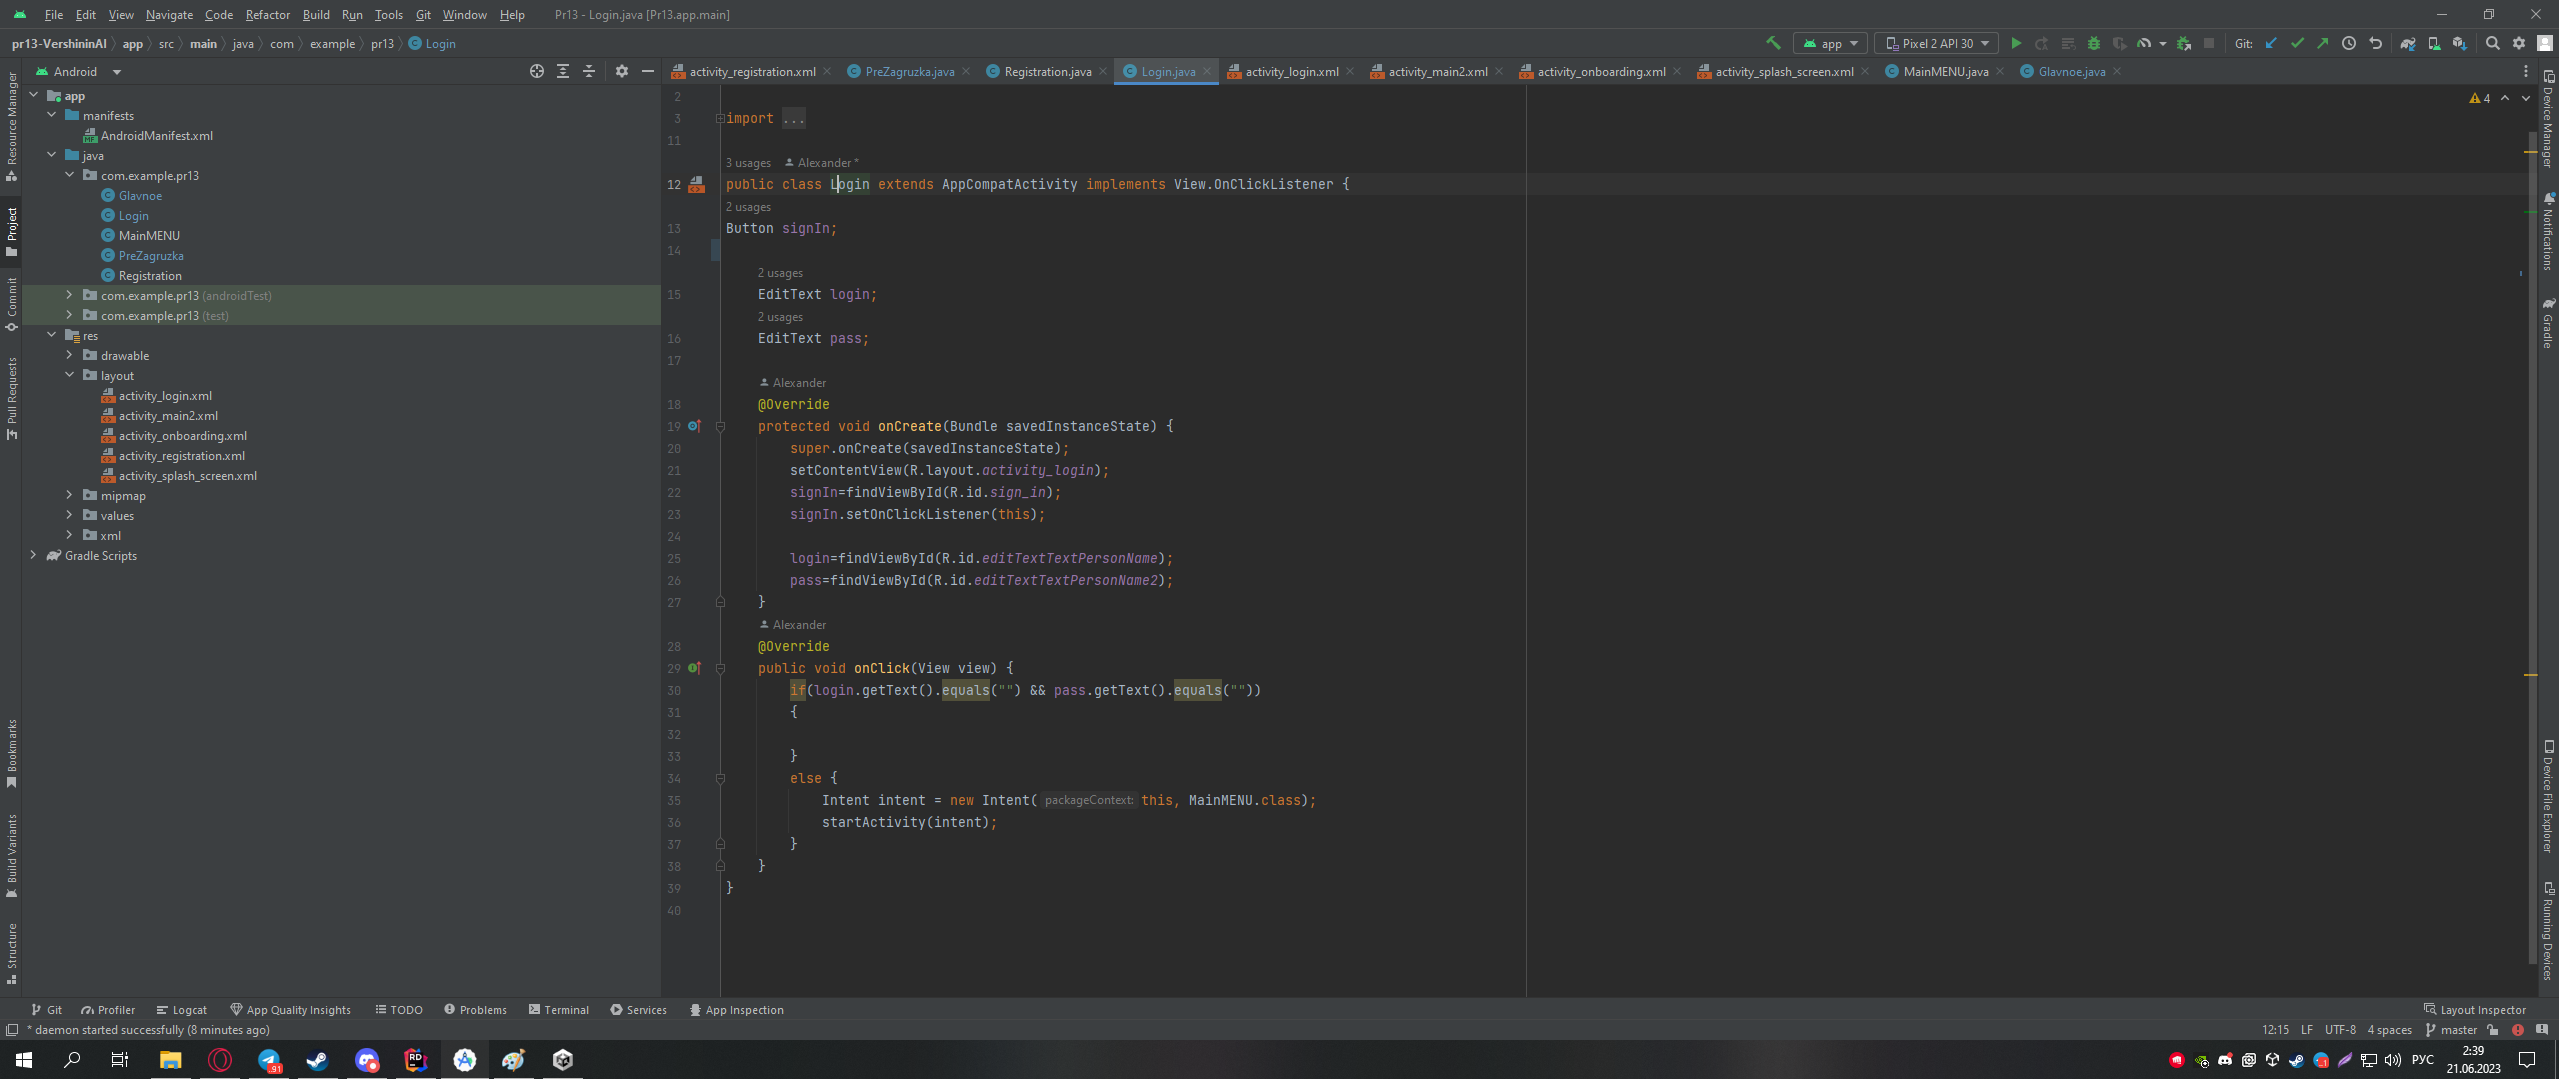 File Edit View Navigate Code Refactor Build Run Tools Git Window Help Pr13 - Login.java [Pr13.app.main]
pr13-VershininAI app src main java com example pr13 Login app Pixel 2 API 30 Git:
Android
activity_registration.xml PreZagruzka.java Registration.java Login.java activity_login.xml activity_main2.xml activity_onboarding.xml activity_splash_screen.xml MainMENU.java Glavnoe.java
Resource Manager
Project
Commit
Pull Requests
Bookmarks
Build Variants
Structure
app
manifests
AndroidManifest.xml
java
com.example.pr13
Glavnoe
Login
MainMENU
PreZagruzka
Registration
com.example.pr13 (androidTest)
com.example.pr13 (test)
res
drawable
layout
activity_login.xml
activity_main2.xml
activity_onboarding.xml
activity_registration.xml
activity_splash_screen.xml
mipmap
values
xml
Gradle Scripts
4
2
3 import ...
11
3 usages Alexander *
12 public class Login extends AppCompatActivity implements View.OnClickListener {
2 usages
13 Button signIn;
14
2 usages
15 EditText login;
2 usages
16 EditText pass;
17
Alexander
18 @Override
19 protected void onCreate(Bundle savedInstanceState) {
20 super.onCreate(savedInstanceState);
21 setContentView(R.layout.activity_login);
22 signIn=findViewById(R.id.sign_in);
23 signIn.setOnClickListener(this);
24
25 login=findViewById(R.id.editTextTextPersonName);
26 pass=findViewById(R.id.editTextTextPersonName2);
27 }
Alexander
28 @Override
29 public void onClick(View view) {
30 if(login.getText().equals("") && pass.getText().equals(""))
31 {
32
33 }
34 else {
35 Intent intent = new Intent( packageContext: this, MainMENU.class);
36 startActivity(intent);
37 }
38 }
39 }
40
Device Manager
Notifications
Gradle
Device File Explorer
Running Devices
Git Profiler Logcat App Quality Insights TODO Problems Terminal Services App Inspection Layout Inspector
* daemon started successfully (8 minutes ago) 12:15 LF UTF-8 4 spaces master
91 RD РУС 2:39
21.06.2023